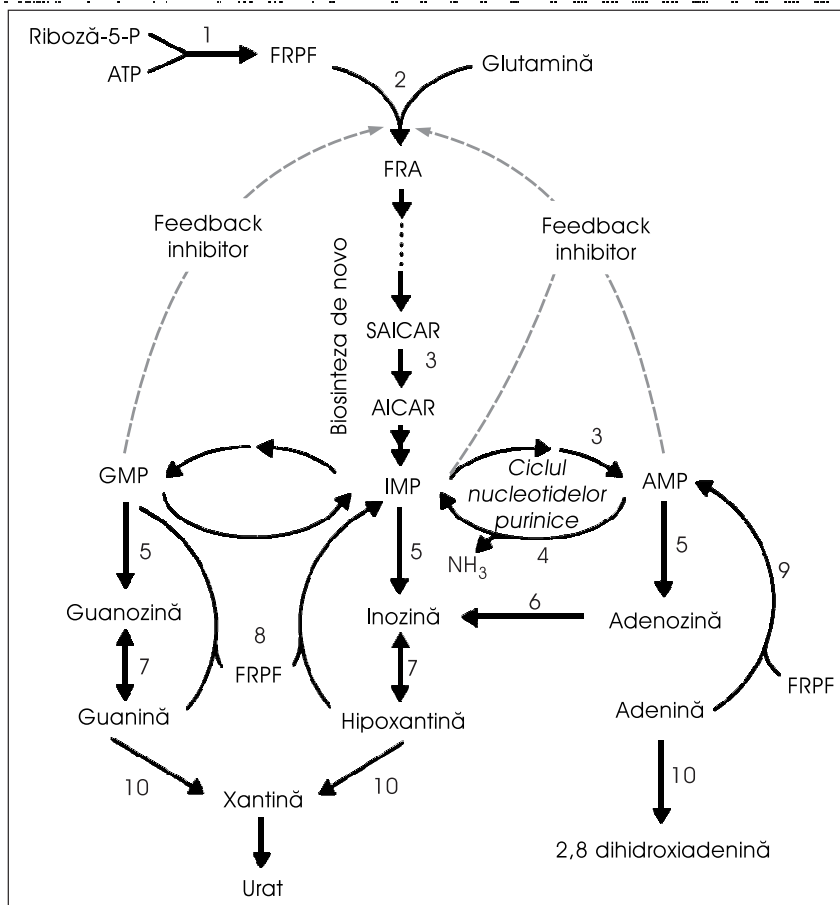 Riboză-5-P
1
FRPF
ATP
2
Glutamină
FRA
Feedback
inhibitor
Feedback
inhibitor
Biosinteza de novo
SAICAR
3
AICAR
GMP
IMP
3
AMP
Ciclul
nucleotidelor
purinice
NH3
4
5
5
5
9
Guanozină
Inozină
6
Adenozină
7
8
FRPF
7
FRPF
Guanină
Hipoxantină
Adenină
10
10
10
Xantină
2,8 dihidroxiadenină
Urat